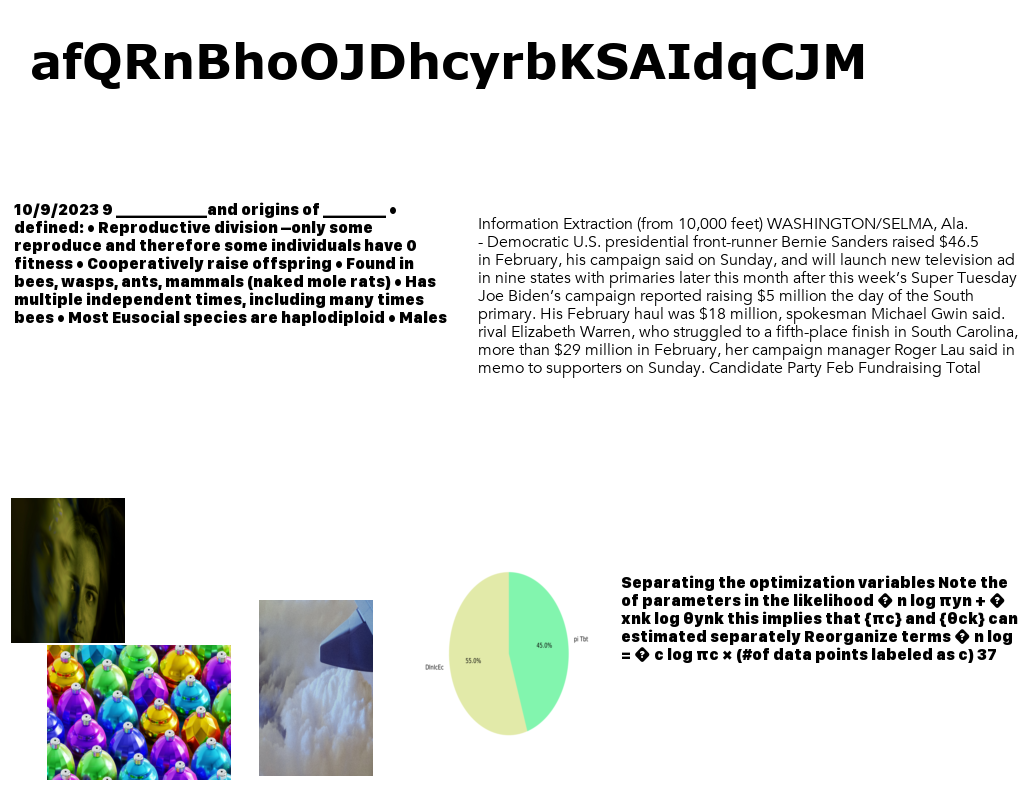 afQRnBhoOJDhcyrbKSAIdqCJM
10/9/2023 9 ____________and origins of ________ •
defined: • Reproductive division –only some
reproduce and therefore some individuals have 0
fitness • Cooperatively raise offspring • Found in
bees, wasps, ants, mammals (naked mole rats) • Has
multiple independent times, including many times
bees • Most Eusocial species are haplodiploid • Males
Information Extraction (from 10,000 feet) WASHINGTON/SELMA, Ala.
- Democratic U.S. presidential front-runner Bernie Sanders raised $46.5
in February, his campaign said on Sunday, and will launch new television ad
in nine states with primaries later this month after this week’s Super Tuesday
Joe Biden’s campaign reported raising $5 million the day of the South
primary. His February haul was $18 million, spokesman Michael Gwin said.
rival Elizabeth Warren, who struggled to a fifth-place finish in South Carolina,
more than $29 million in February, her campaign manager Roger Lau said in
memo to supporters on Sunday. Candidate Party Feb Fundraising Total
45.0%
pi Tbt
55.0%
Separating the optimization variables Note the
of parameters in the likelihood � n log πyn + �
xnk log θynk this implies that {πc} and {θck} can
estimated separately Reorganize terms � n log
= � c log πc × (#of data points labeled as c) 37